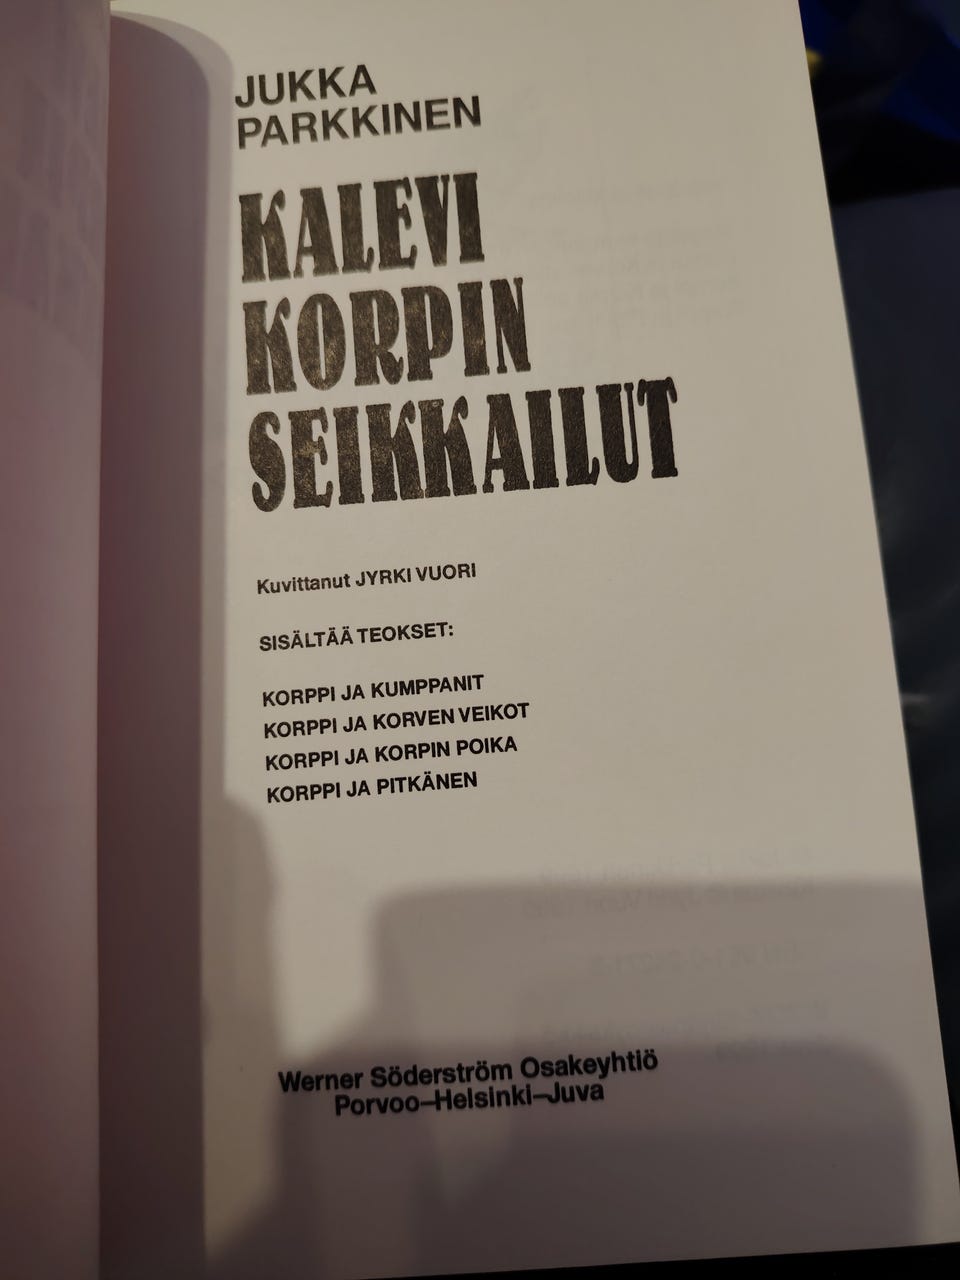 JUKKA
PARKKINEN
KALEVI
KORPIN
SEIKKAILUT
Kuvittanut JYRKI VUORI
SISÄLTÄÄ TEOKSET:
KORPPI JA KUMPPANIT
KORPPI JA KORVEN VEIKOT
KORPPI JA KORPIN POIKA
KORPPI JA PITKÄNEN
Werner Söderström Osakeyhtiö
Porvoo–Helsinki–Juva